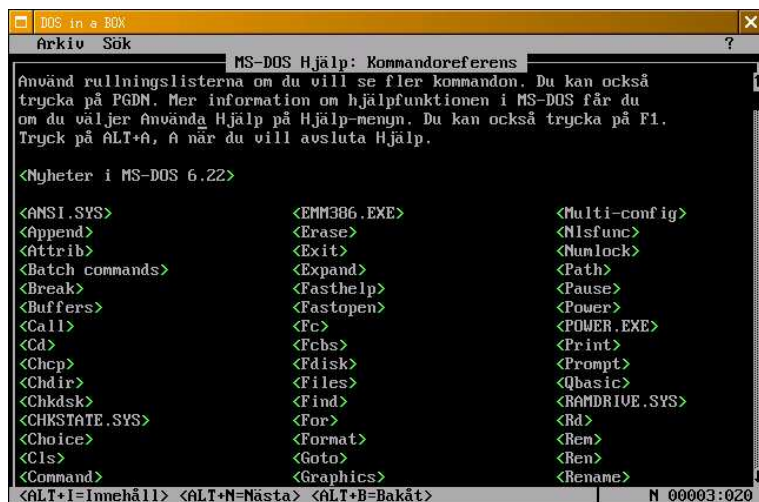 DOS in a BOX
Arkiv Sök ?
MS-DOS Hjälp: Kommandoreferens
Använd rullningslisterna om du vill se fler kommandon. Du kan också
trycka på PGDN. Mer information om hjälpfunktionen i MS-DOS får du
om du väljer Använda Hjälp på Hjälp-menyn. Du kan också trycka på F1.
Tryck på ALT+A, A när du vill avsluta Hjälp.
<Nyheter i MS-DOS 6.22>
<ANSI.SYS> <EMM386.EXE> <Multi-config>
<Append> <Erase> <Nlsfunc>
<Attrib> <Exit> <Numlock>
<Batch commands> <Expand> <Path>
<Break> <Fasthelp> <Pause>
<Buffers> <Fastopen> <Power>
<Call> <Fc> <POWER.EXE>
<Cd> <Fcbs> <Print>
<Chcp> <Fdisk> <Prompt>
<Chdir> <Files> <Qbasic>
<Chkdsk> <Find> <RAMDRIVE.SYS>
<CHKSTATE.SYS> <For> <Rd>
<Choice> <Format> <Rem>
<Cls> <Goto> <Ren>
<Command> <Graphics> <Rename>
<ALT+I=Innehåll> <ALT+N=Nästa> <ALT+B=Bakåt> N 00003:020